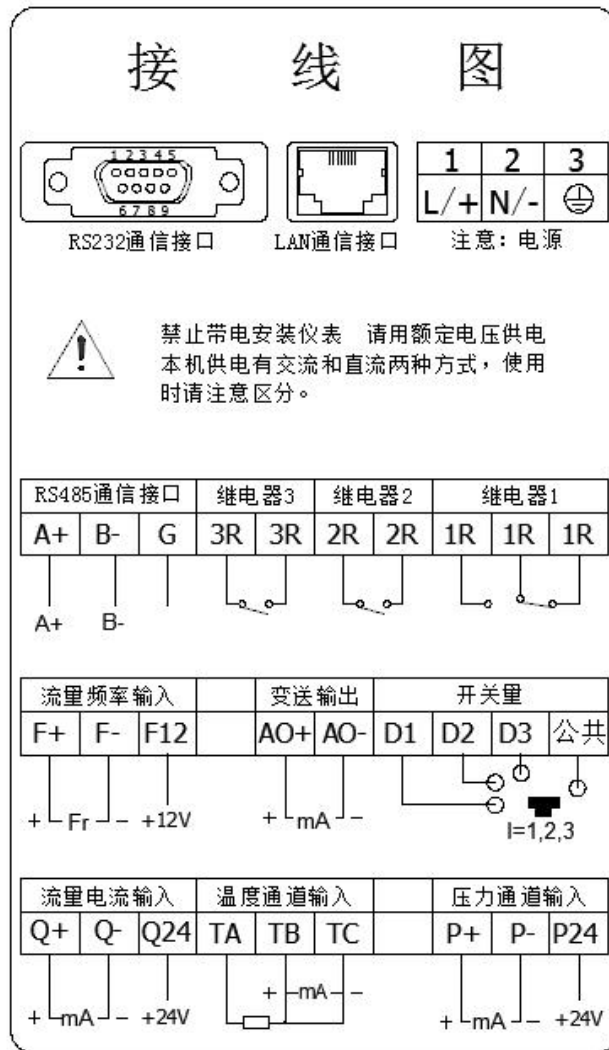 接 线 图
1 2 3 4 5
6 7 8 9
1 2 3
L/+ N/-
RS232通信接口 LAN通信接口 注意：电源
禁止带电安装仪表 请用额定电压供电
本机供电有交流和直流两种方式，使用
时请注意区分。
RS485通信接口 继电器3 继电器2 继电器1
A+ B- G 3R 3R 2R 2R 1R 1R 1R
A+ B-
流量频率输入 变送输出 开关量
F+ F- F12 AO+ AO- D1 D2 D3 公共
+ Fr - +12V + mA - I=1,2,3
流量电流输入 温度通道输入 压力通道输入
Q+ Q- Q24 TA TB TC P+ P- P24
+ mA -
+ mA - +24V + mA - +24V